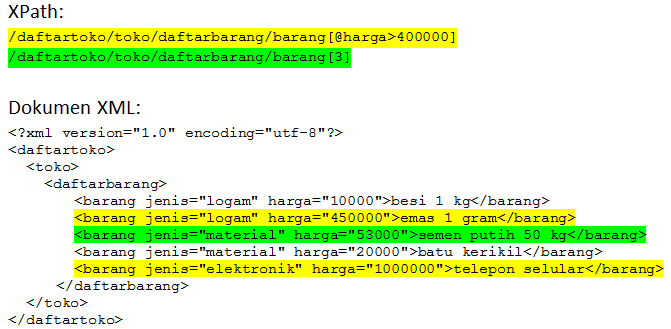 XPath:
/daftartoko/toko/daftarbarang/barang[@harga>400000]
/daftartoko/toko/daftarbarang/barang[3]
Dokumen XML:
<?xml version="1.0" encoding="utf-8"?>
<daftartoko>
<toko>
<daftarbarang>
<barang jenis="logam" harga="10000">besi 1 kg</barang>
<barang jenis="logam" harga="450000">emas 1 gram</barang>
<barang jenis="material" harga="53000">semen putih 50 kg</barang>
<barang jenis="material" harga="20000">batu kerikil</barang>
<barang jenis="elektronik" harga="1000000">telepon selular</barang>
</daftarbarang>
</toko>
</daftartoko>